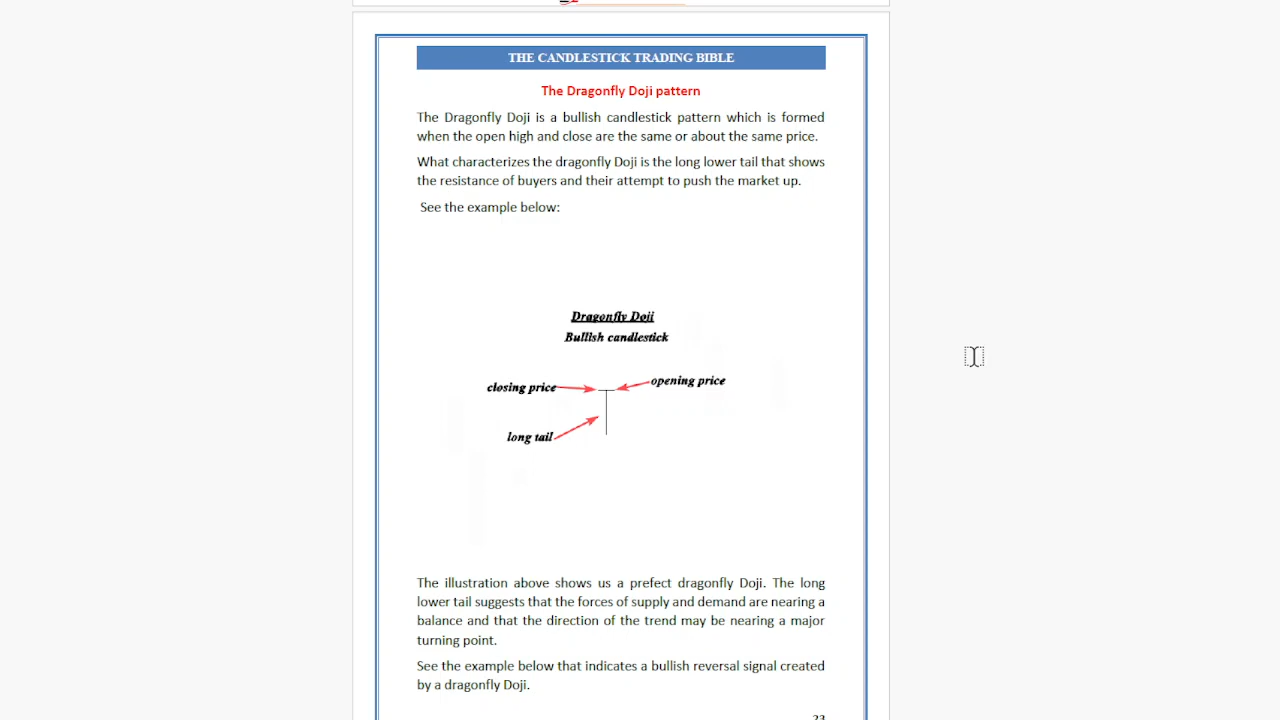 THE CANDLESTICK TRADING BIBLE
The Dragonfly Doji pattern
The Dragonfly Doji is a bullish candlestick pattern which is formed
when the open high and close are the same or about the same price.
What characterizes the dragonfly Doji is the long lower tail that shows
the resistance of buyers and their attempt to push the market up.
See the example below:
Dragonfly Doji
Bullish candlestick
closing price
opening price
long tail
The illustration above shows us a prefect dragonfly Doji. The long
lower tail suggests that the forces of supply and demand are nearing a
balance and that the direction of the trend may be nearing a major
turning point.
See the example below that indicates a bullish reversal signal created
by a dragonfly Doji.
23